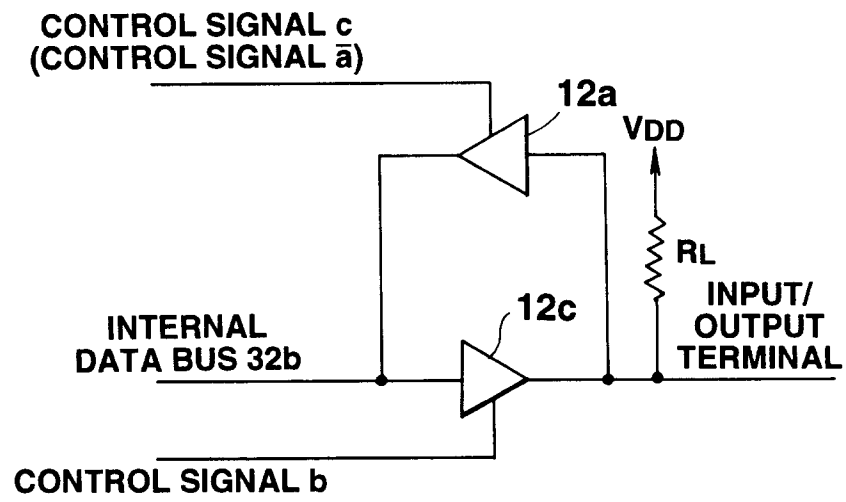 CONTROL SIGNAL c
(CONTROL SIGNAL a̅)
12a
VDD
RL
12c
INPUT/
OUTPUT
TERMINAL
INTERNAL
DATA BUS 32b
CONTROL SIGNAL b